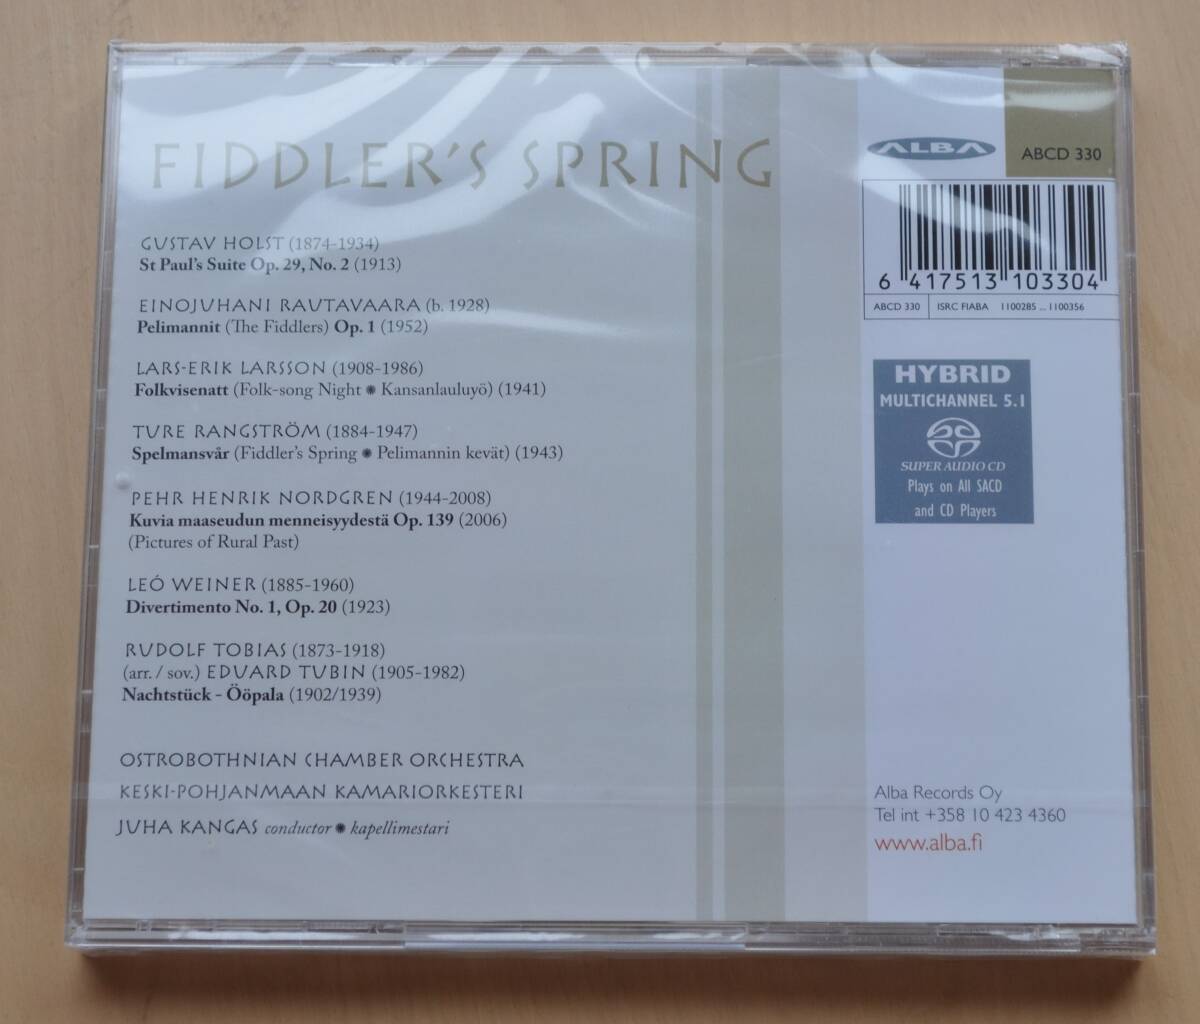 FIDDLER'S SPRING
GUSTAV HOLST (1874-1934)
St Paul's Suite Op. 29, No. 2 (1913)
EINOJUHANI RAUTAVAARA (b. 1928)
Pelimannit (The Fiddlers) Op. 1 (1952)
LARS-ERIK LARSSON (1908-1986)
Folkvisenatt (Folk-song Night ✺ Kansanlauluyö) (1941)
TURE RANGSTRÖM (1884-1947)
Spelmansvår (Fiddler's Spring ✺ Pelimannin kevät) (1943)
PEHR HENRIK NORDGREN (1944-2008)
Kuvia maaseudun menneisyydestä Op. 139 (2006)
(Pictures of Rural Past)
LEÓ WEINER (1885-1960)
Divertimento No. 1, Op. 20 (1923)
RUDOLF TOBIAS (1873-1918)
(arr. / sov.) EDUARD TUBIN (1905-1982)
Nachtstück - Ööpala (1902/1939)
OSTROBOTHNIAN CHAMBER ORCHESTRA
KESKI-POHJANMAAN KAMARIORKESTERI
JUHA KANGAS conductor ✺ kapellimestari
ALBA
ABCD 330
6 417513 103304
ABCD 330 ISRC FIABA 1100285 ... 1100356
HYBRID
MULTICHANNEL 5.1
SUPER AUDIO CD
Plays on All SACD
and CD Players
Alba Records Oy
Tel int +358 10 423 4360
www.alba.fi